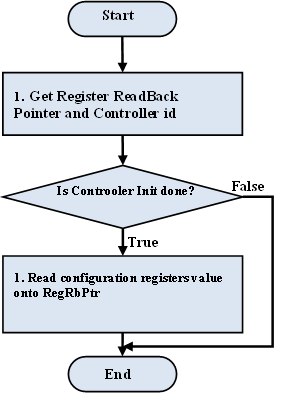 Start
1. Get Register ReadBack
Pointer and Controller id
Is Controoler Init done?
False
True
1. Read configuration registers value
onto RegRbPtr
End